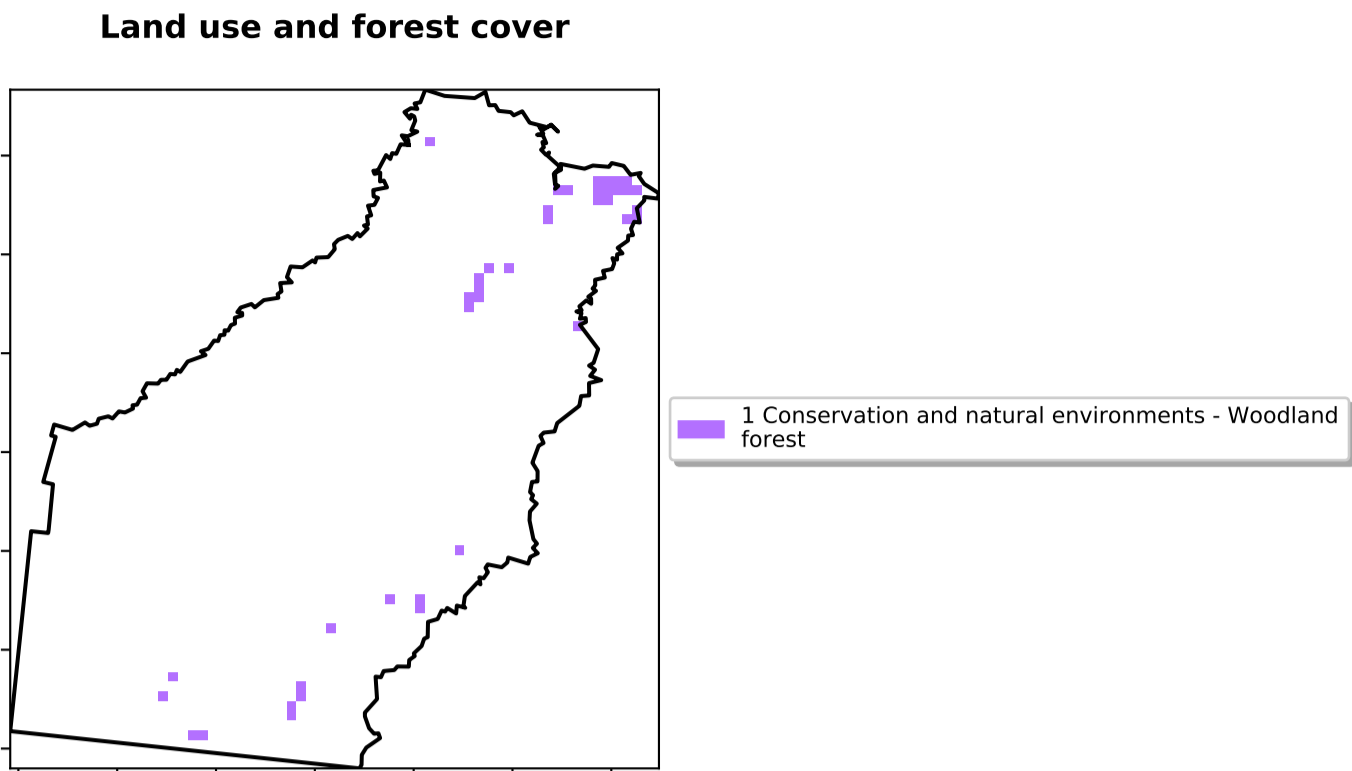 Land use and forest cover
1 Conservation and natural environments - Woodland
forest